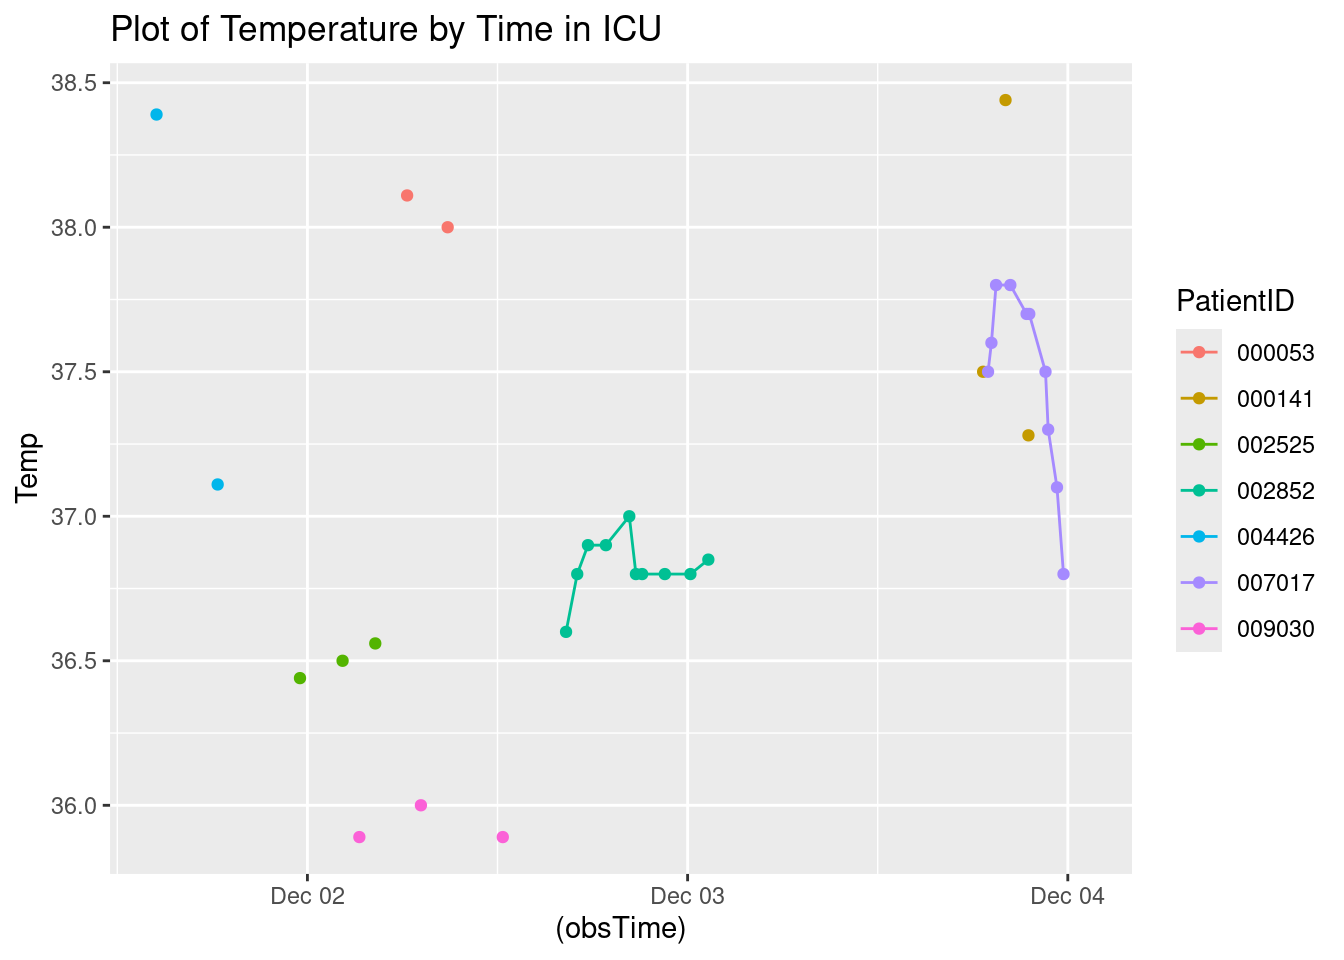 Plot of Temperature by Time in ICU
38.5
38.0
37.5
37.0
36.5
36.0
Temp
Dec 02
Dec 03
Dec 04
(obsTime)
PatientID
000053
000141
002525
002852
004426
007017
009030